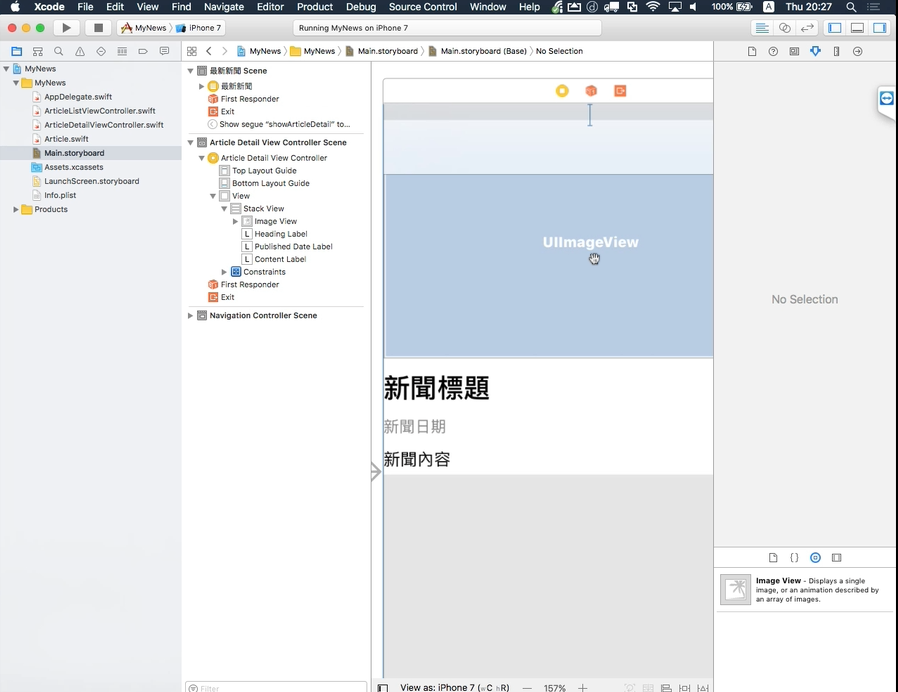 Xcode File Edit View Find Navigate Editor Product Debug Source Control Window Help 100% A Thu 20:27
MyNews iPhone 7 Running MyNews on iPhone 7
MyNews MyNews Main.storyboard Main.storyboard (Base) No Selection
MyNews
MyNews
AppDelegate.swift
ArticleListViewController.swift
ArticleDetailViewController.swift
Article.swift
Main.storyboard
Assets.xcassets
LaunchScreen.storyboard
Info.plist
Products
最新新聞 Scene
最新新聞
First Responder
Exit
Show segue “showArticleDetail” to...
Article Detail View Controller Scene
Article Detail View Controller
Top Layout Guide
Bottom Layout Guide
View
Stack View
Image View
L Heading Label
L Published Date Label
L Content Label
Constraints
First Responder
Exit
Navigation Controller Scene
Filter
UIImageView
新聞標題
新聞日期
新聞內容
View as: iPhone 7 (wC hR) — 157% +
No Selection
{}
Image View - Displays a single
image, or an animation described by
an array of images.